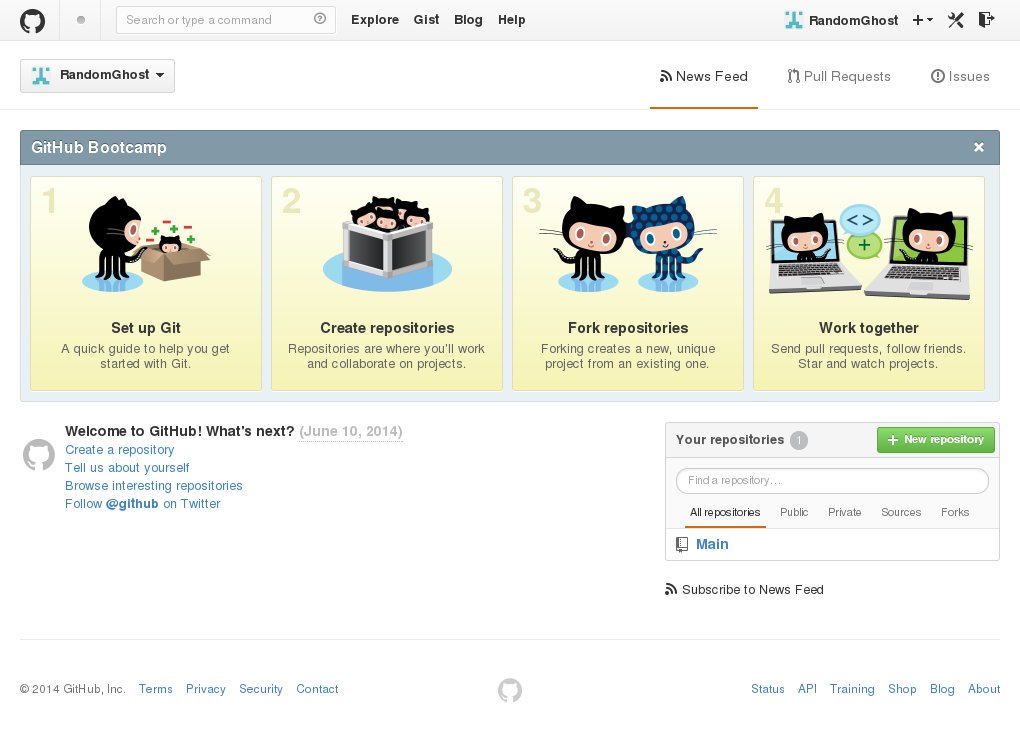 Search or type a command
Explore Gist Blog Help
RandomGhost
RandomGhost
News Feed Pull Requests Issues
GitHub Bootcamp
1
Set up Git
A quick guide to help you get
started with Git.
2
Create repositories
Repositories are where you'll work
and collaborate on projects.
3
Fork repositories
Forking creates a new, unique
project from an existing one.
4
Work together
Send pull requests, follow friends.
Star and watch projects.
Welcome to GitHub! What's next? (June 10, 2014)
Create a repository
Tell us about yourself
Browse interesting repositories
Follow @github on Twitter
Your repositories 1 New repository
Find a repository…
All repositories Public Private Sources Forks
Main
Subscribe to News Feed
© 2014 GitHub, Inc. Terms Privacy Security Contact
Status API Training Shop Blog About